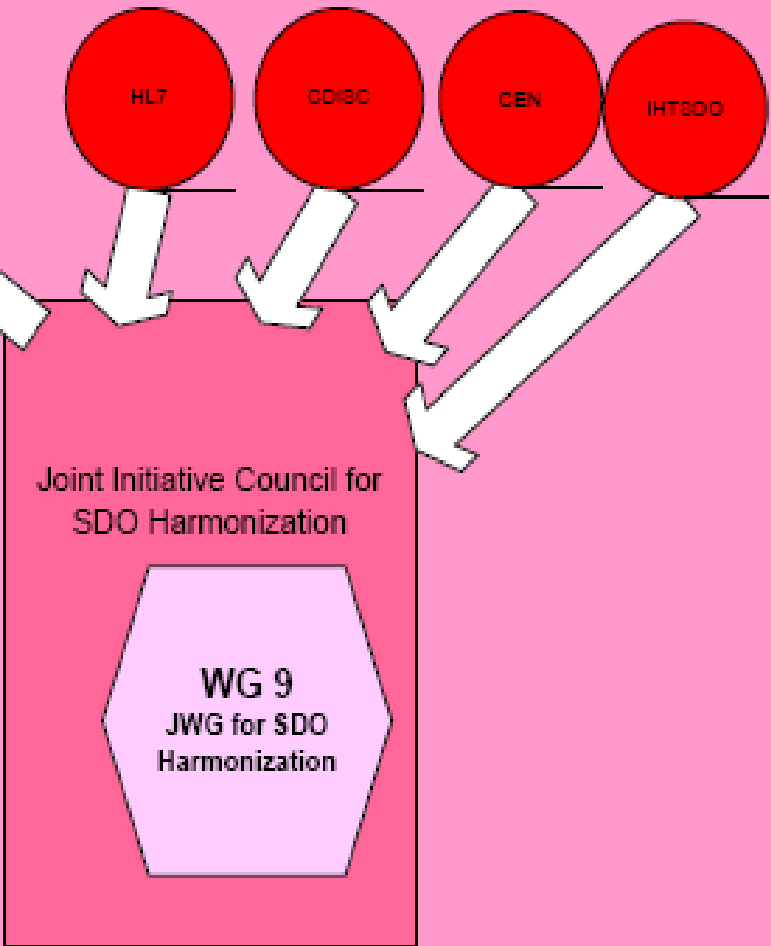 HL7
CDISC
CEN
IHTSDO
Joint Initiative Council for
SDO Harmonization
WG 9
JWG for SDO
Harmonization